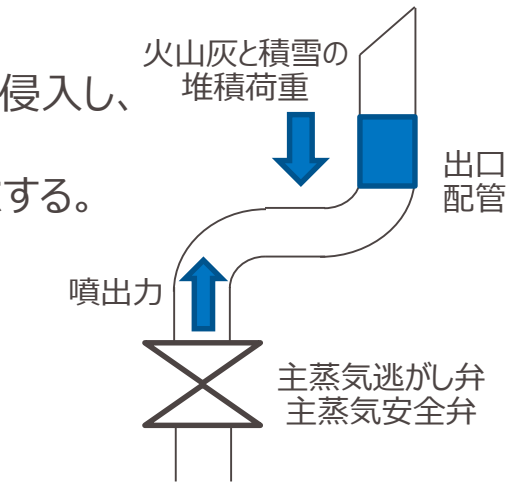 侵入し、
する。
火山灰と積雪の
堆積荷重
出口
配管
噴出力
主蒸気逃がし弁
主蒸気安全弁